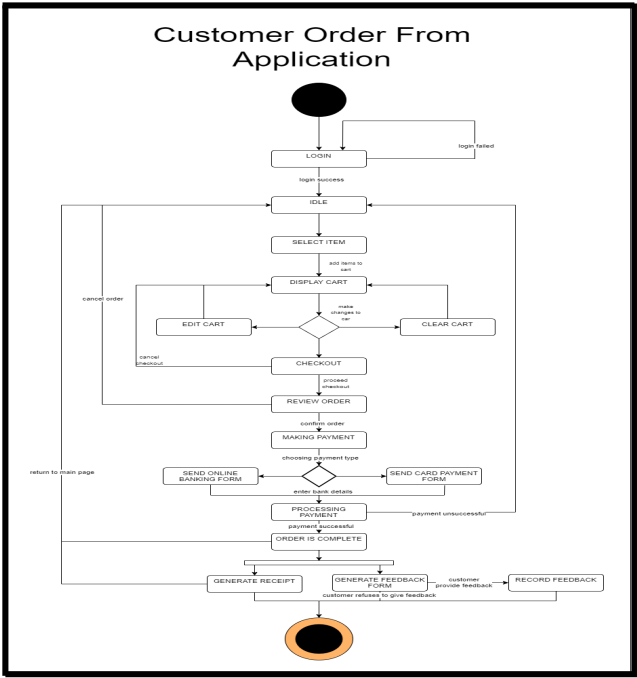 Customer Order From
Application
login failed
LOGIN
login success
IDLE
SELECT ITEM
add items to
cart
DISPLAY CART
cancel order
make
changes to
car
EDIT CART
CLEAR CART
cancel
checkout
CHECKOUT
proceed
checkout
REVIEW ORDER
confirm order
MAKING PAYMENT
choosing payment type
return to main page
SEND ONLINE
BANKING FORM
SEND CARD PAYMENT
FORM
enter bank details
PROCESSING
PAYMENT
payment unsuccessful
payment successful
ORDER IS COMPLETE
GENERATE RECEIPT
GENERATE FEEDBACK
FORM
customer
provide feedback
RECORD FEEDBACK
customer refuses to give feedback